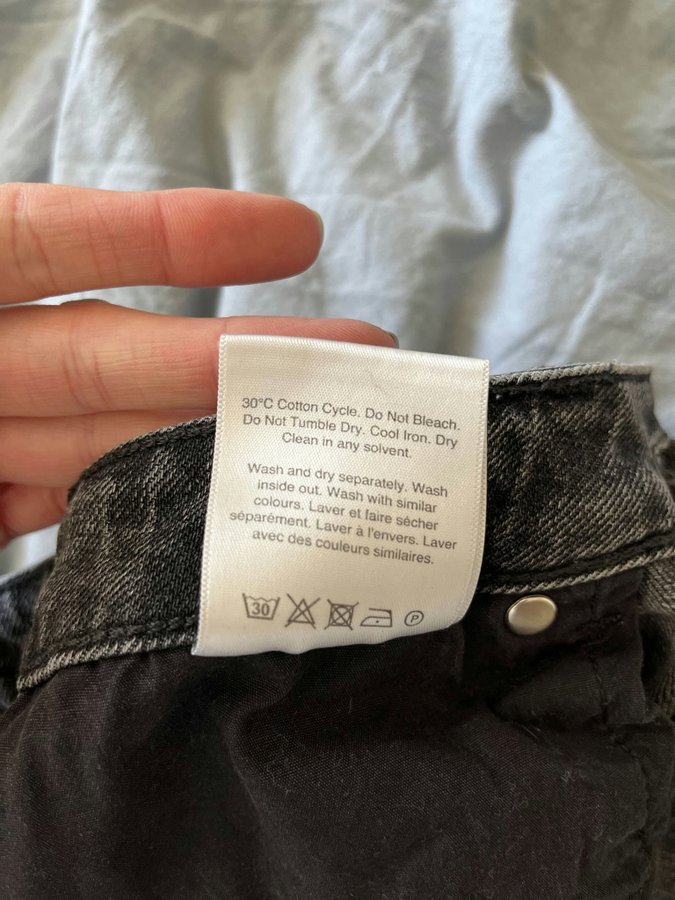 30°C Cotton Cycle. Do Not Bleach.
Do Not Tumble Dry. Cool Iron. Dry
Clean in any solvent.
Wash and dry separately. Wash
inside out. Wash with similar
colours. Laver et faire sécher
séparément. Laver à l'envers. Laver
avec des couleurs similaires.
30 P